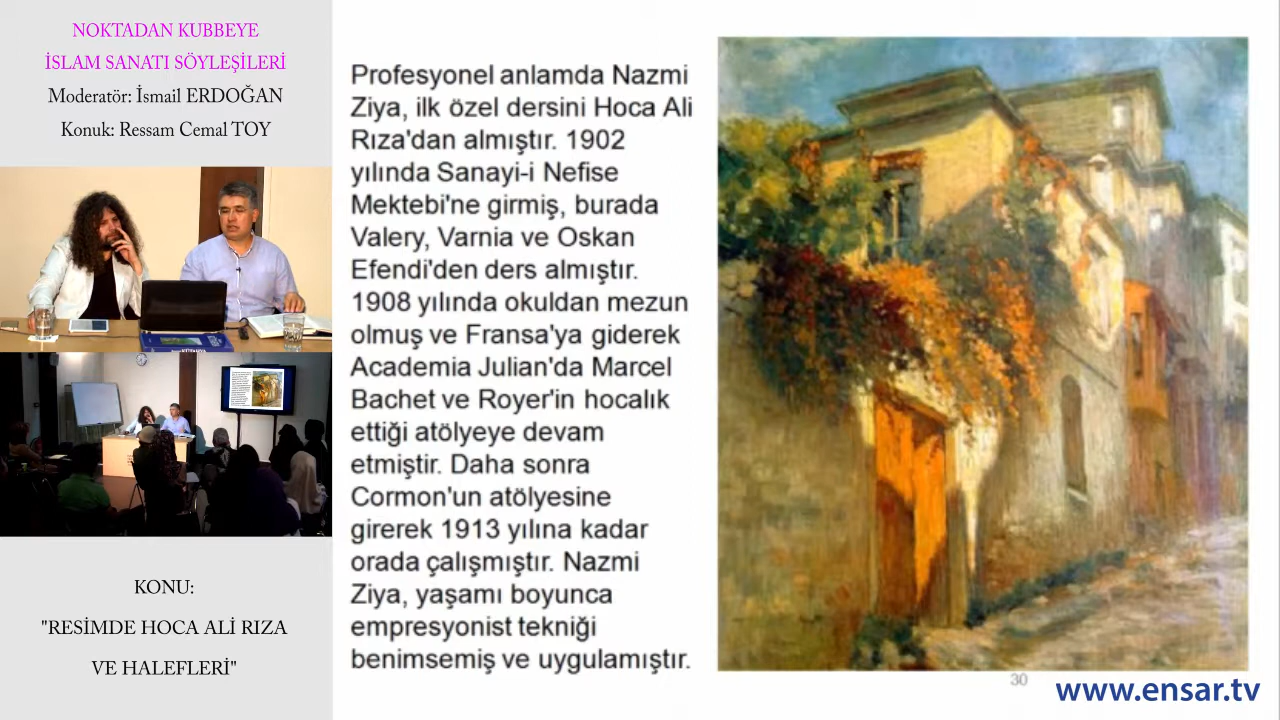 NOKTADAN KUBBEYE
İSLAM SANATI SÖYLEŞİLERİ
Moderatör: İsmail ERDOĞAN
Konuk: Ressam Cemal TOY
KONU:
"RESİMDE HOCA ALİ RIZA
VE HALEFLERİ"
Profesyonel anlamda Nazmi
Ziya, ilk özel dersini Hoca Ali
Rıza'dan almıştır. 1902
yılında Sanayi-i Nefise
Mektebi'ne girmiş, burada
Valery, Varnia ve Oskan
Efendi'den ders almıştır.
1908 yılında okuldan mezun
olmuş ve Fransa'ya giderek
Academia Julian'da Marcel
Bachet ve Royer'in hocalık
ettiği atölyeye devam
etmiştir. Daha sonra
Cormon'un atölyesine
girerek 1913 yılına kadar
orada çalışmıştır. Nazmi
Ziya, yaşamı boyunca
empresyonist tekniği
benimsemiş ve uygulamıştır.
30
www.ensar.tv